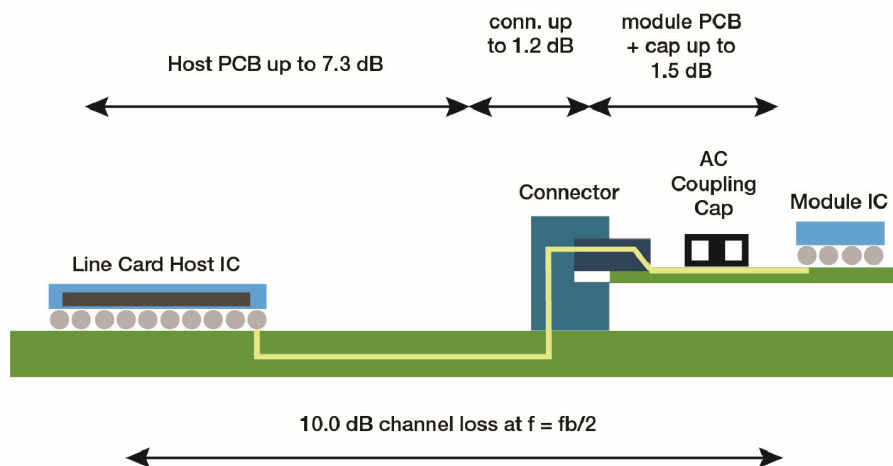 Host PCB up to 7.3 dB
conn. up
to 1.2 dB
module PCB
+ cap up to
1.5 dB
Line Card Host IC
Connector
AC
Coupling
Cap
Module IC
10.0 dB channel loss at f = fb/2